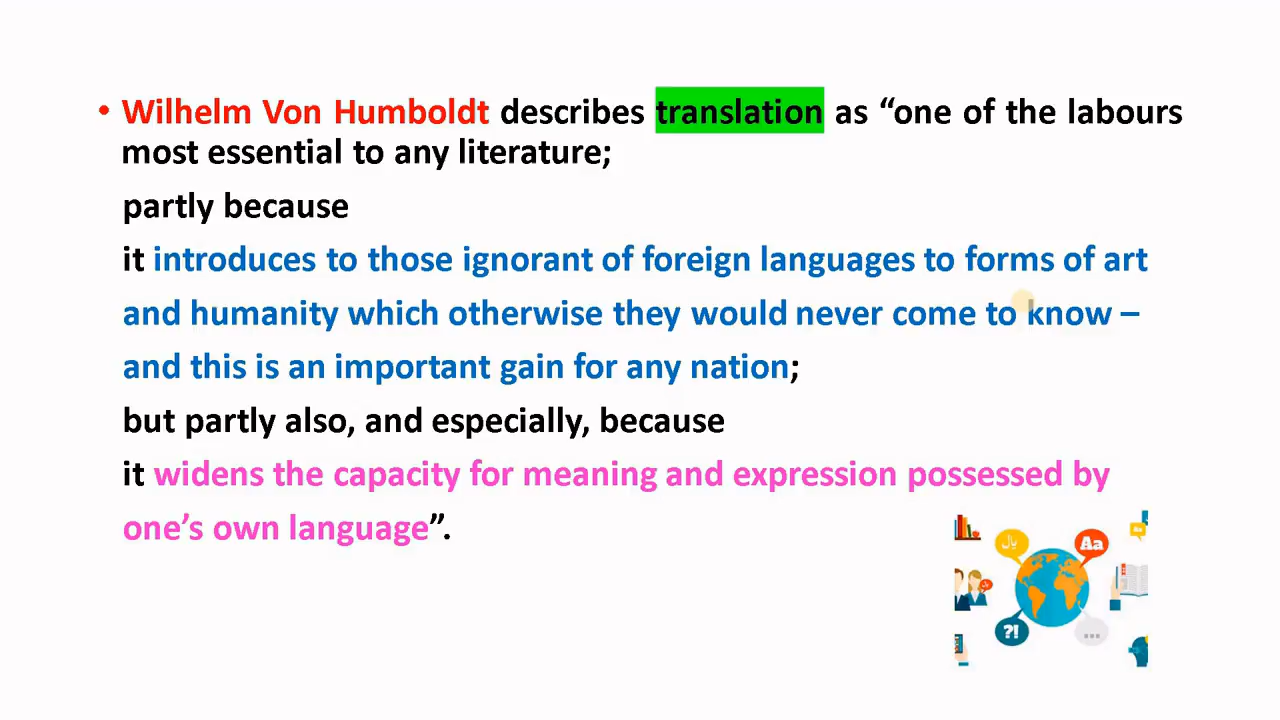 • Wilhelm Von Humboldt describes translation as “one of the labours
most essential to any literature;
partly because
it introduces to those ignorant of foreign languages to forms of art
and humanity which otherwise they would never come to know –
and this is an important gain for any nation;
but partly also, and especially, because
it widens the capacity for meaning and expression possessed by
one’s own language”.
Aa
?!
...